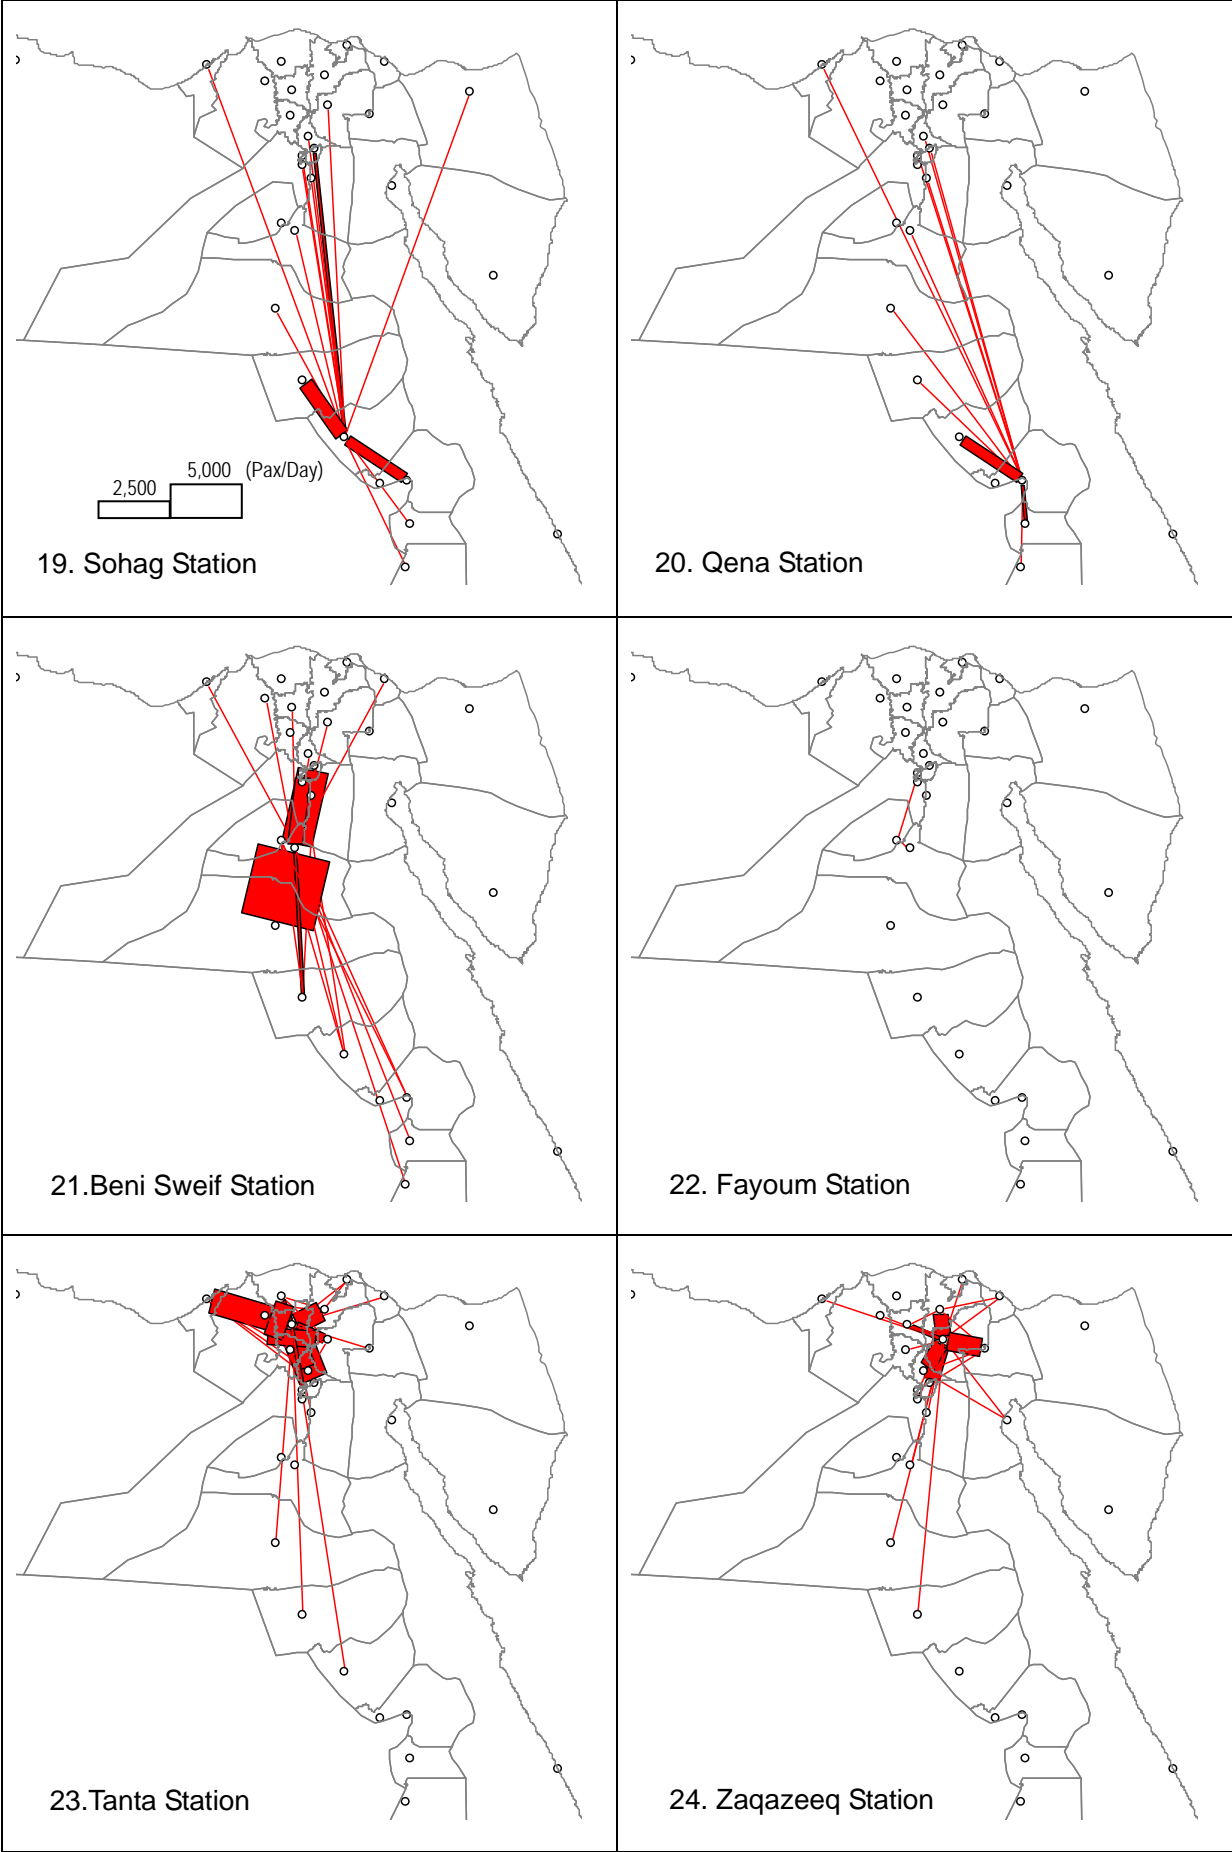 5,000 (Pax/Day)
2,500
19. Sohag Station
20. Qena Station
21.Beni Sweif Station
22. Fayoum Station
23.Tanta Station
24. Zaqazeeq Station